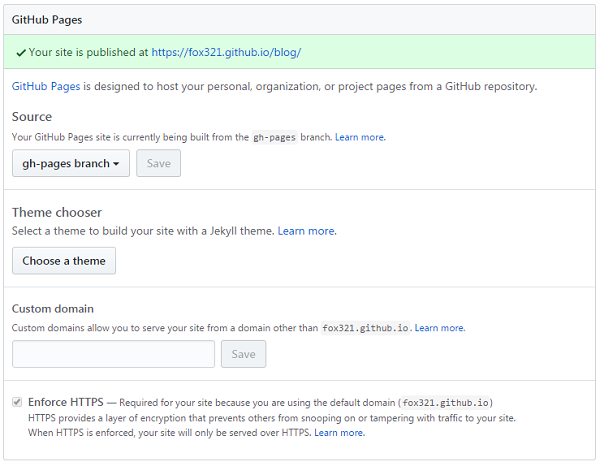 GitHub Pages
Your site is published at https://fox321.github.io/blog/
GitHub Pages is designed to host your personal, organization, or project pages from a GitHub repository.
Source
Your GitHub Pages site is currently being built from the gh-pages branch. Learn more.
gh-pages branch Save
Theme chooser
Select a theme to build your site with a Jekyll theme. Learn more.
Choose a theme
Custom domain
Custom domains allow you to serve your site from a domain other than fox321.github.io. Learn more.
Save
Enforce HTTPS — Required for your site because you are using the default domain (fox321.github.io)
HTTPS provides a layer of encryption that prevents others from snooping on or tampering with traffic to your site.
When HTTPS is enforced, your site will only be served over HTTPS. Learn more.